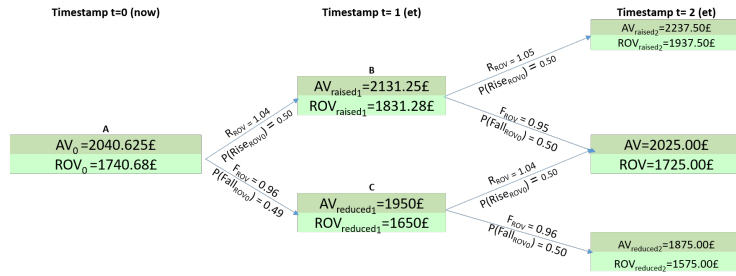 Timestamp t=0 (now)
Timestamp t= 1 (et)
Timestamp t= 2 (et)
AVraised2=2237.50£
ROVraised2=1937.50£
RROV = 1.05
P(RiseROV0) = 0.50
B
AVraised1=2131.25£
ROVraised1=1831.28£
RROV = 1.04
P(RiseROV0) = 0.50
FROV = 0.95
P(FallROV0) = 0.50
A
AV0 =2040.625£
ROV0 =1740.68£
AV=2025.00£
ROV=1725.00£
FROV = 0.96
P(FallROV0) = 0.49
RROV = 1.04
P(RiseROV0) = 0.50
C
AVreduced1=1950£
ROVreduced1=1650£
FROV = 0.96
P(FallROV0) = 0.50
AVreduced2=1875.00£
ROVreduced2=1575.00£